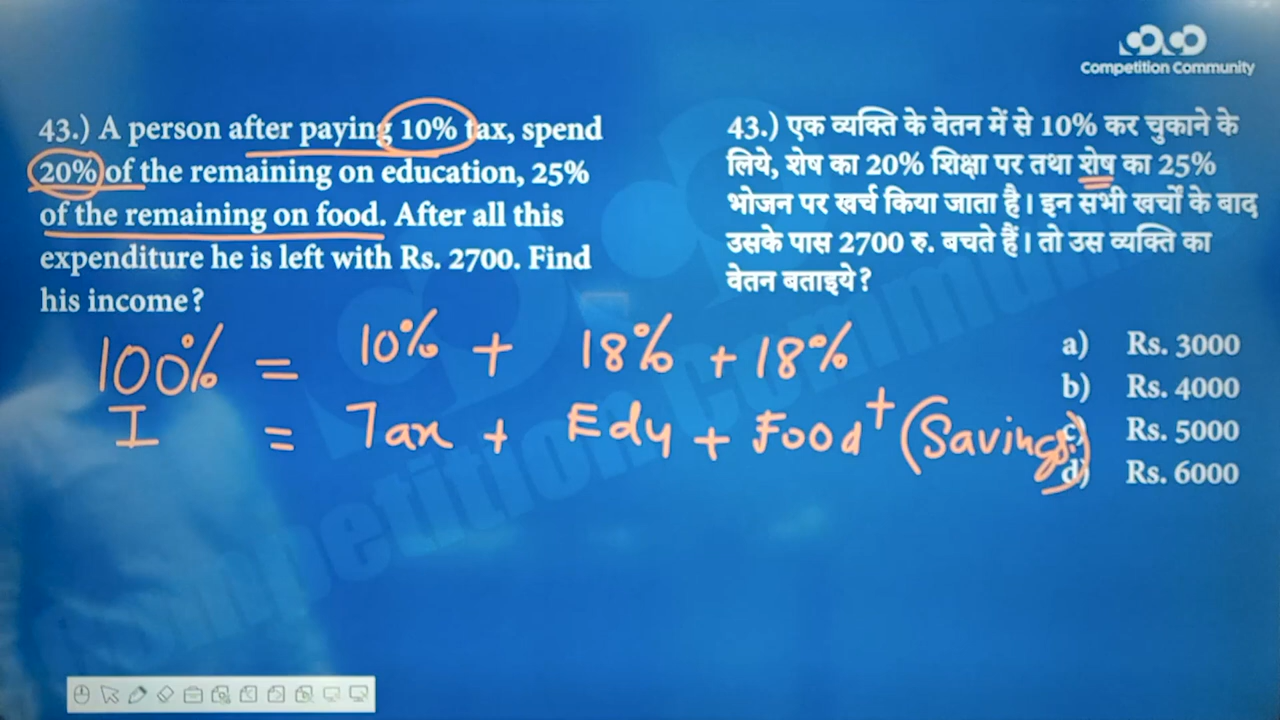 Competition Community
43.) A person after paying 10% tax, spend
20% of the remaining on education, 25%
of the remaining on food. After all this
expenditure he is left with Rs. 2700. Find
his income?
43.) एक व्यक्ति के वेतन में से 10% कर चुकाने के
लिये, शेष का 20% शिक्षा पर तथा शेष का 25%
भोजन पर खर्च किया जाता है। इन सभी खर्चों के बाद
उसके पास 2700 रु. बचते हैं। तो उस व्यक्ति का
वेतन बताइये?
a) Rs. 3000
b) Rs. 4000
c) Rs. 5000
d) Rs. 6000
100% = 10% + 18% + 18%
I = Tax + Edu + Food + (Savings)
Competition Community